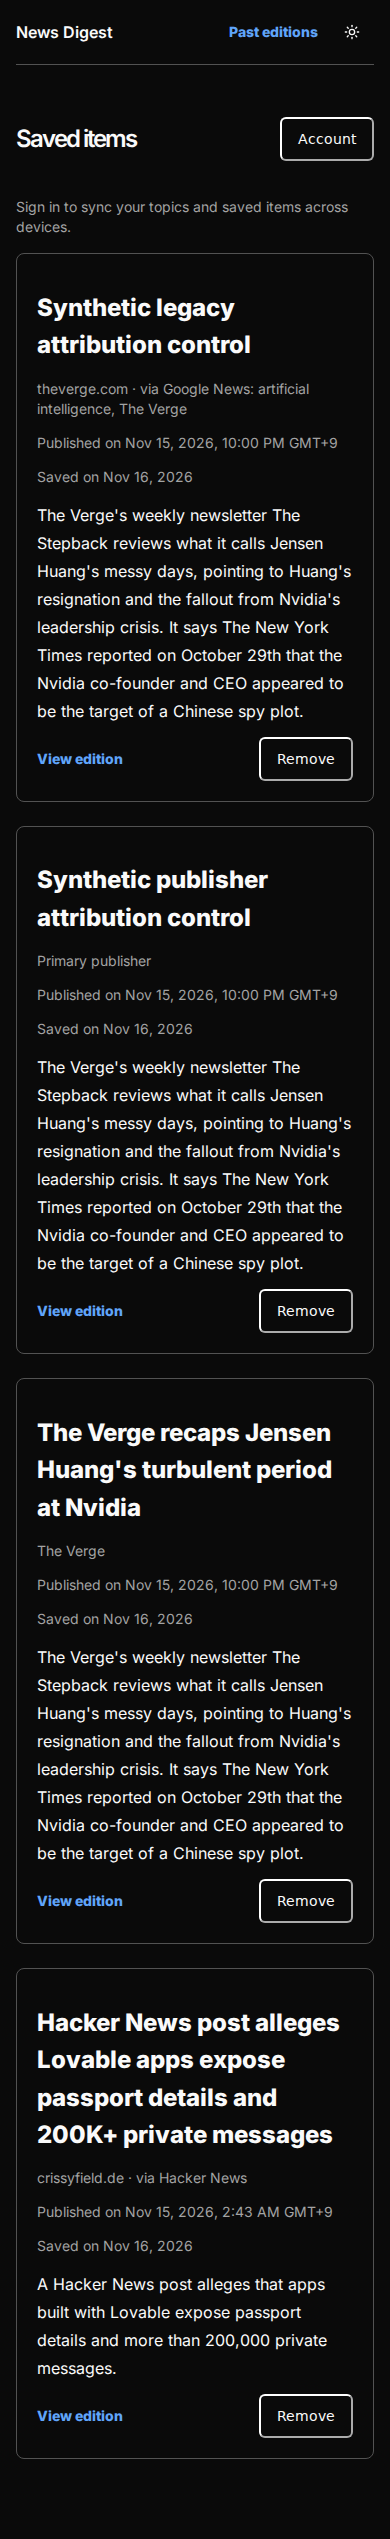 News Digest
Past editions
Saved items
Account
Sign in to sync your topics and saved items across
devices.
Synthetic legacy
attribution control
theverge.com · via Google News: artificial
intelligence, The Verge
Published on Nov 15, 2026, 10:00 PM GMT+9
Saved on Nov 16, 2026
The Verge's weekly newsletter The
Stepback reviews what it calls Jensen
Huang's messy days, pointing to Huang's
resignation and the fallout from Nvidia's
leadership crisis. It says The New York
Times reported on October 29th that the
Nvidia co-founder and CEO appeared to
be the target of a Chinese spy plot.
View edition
Remove
Synthetic publisher
attribution control
Primary publisher
Published on Nov 15, 2026, 10:00 PM GMT+9
Saved on Nov 16, 2026
The Verge's weekly newsletter The
Stepback reviews what it calls Jensen
Huang's messy days, pointing to Huang's
resignation and the fallout from Nvidia's
leadership crisis. It says The New York
Times reported on October 29th that the
Nvidia co-founder and CEO appeared to
be the target of a Chinese spy plot.
View edition
Remove
The Verge recaps Jensen
Huang's turbulent period
at Nvidia
The Verge
Published on Nov 15, 2026, 10:00 PM GMT+9
Saved on Nov 16, 2026
The Verge's weekly newsletter The
Stepback reviews what it calls Jensen
Huang's messy days, pointing to Huang's
resignation and the fallout from Nvidia's
leadership crisis. It says The New York
Times reported on October 29th that the
Nvidia co-founder and CEO appeared to
be the target of a Chinese spy plot.
View edition
Remove
Hacker News post alleges
Lovable apps expose
passport details and
200K+ private messages
crissyfield.de · via Hacker News
Published on Nov 15, 2026, 2:43 AM GMT+9
Saved on Nov 16, 2026
A Hacker News post alleges that apps
built with Lovable expose passport
details and more than 200,000 private
messages.
View edition
Remove